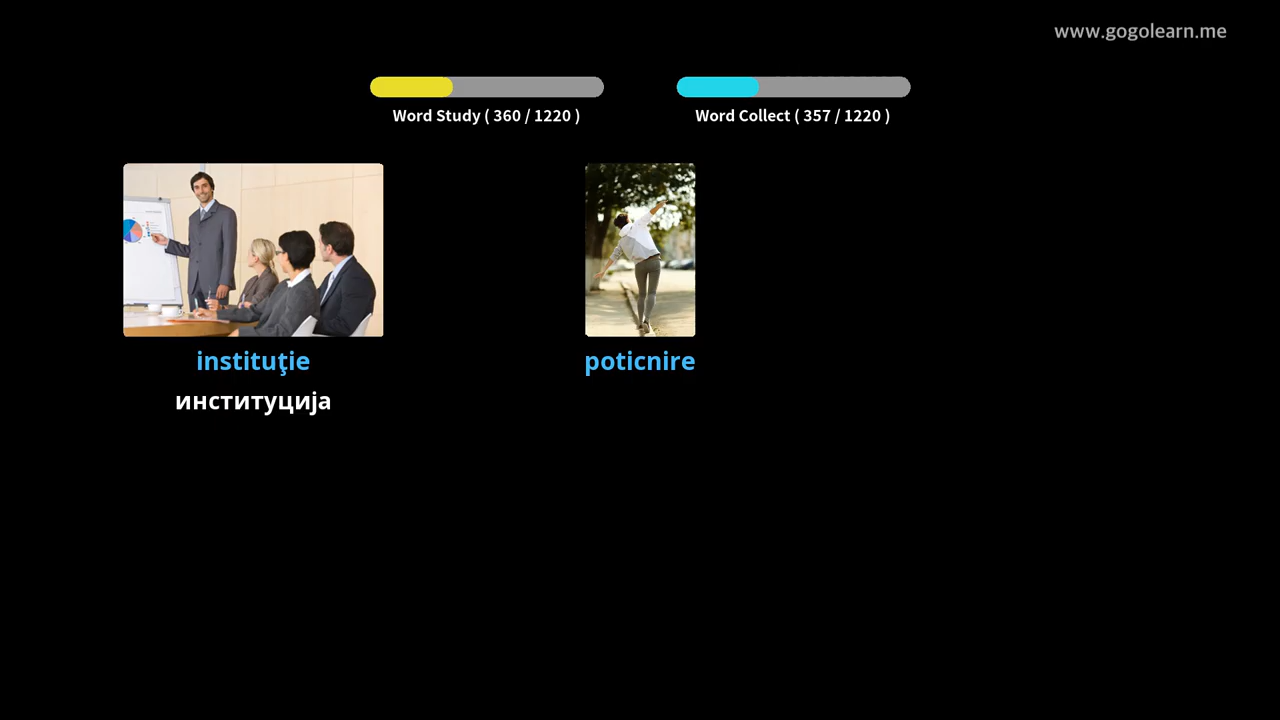 www.gogolearn.me
Word Study ( 360 / 1220 )
Word Collect ( 357 / 1220 )
instituţie
poticnire
институција